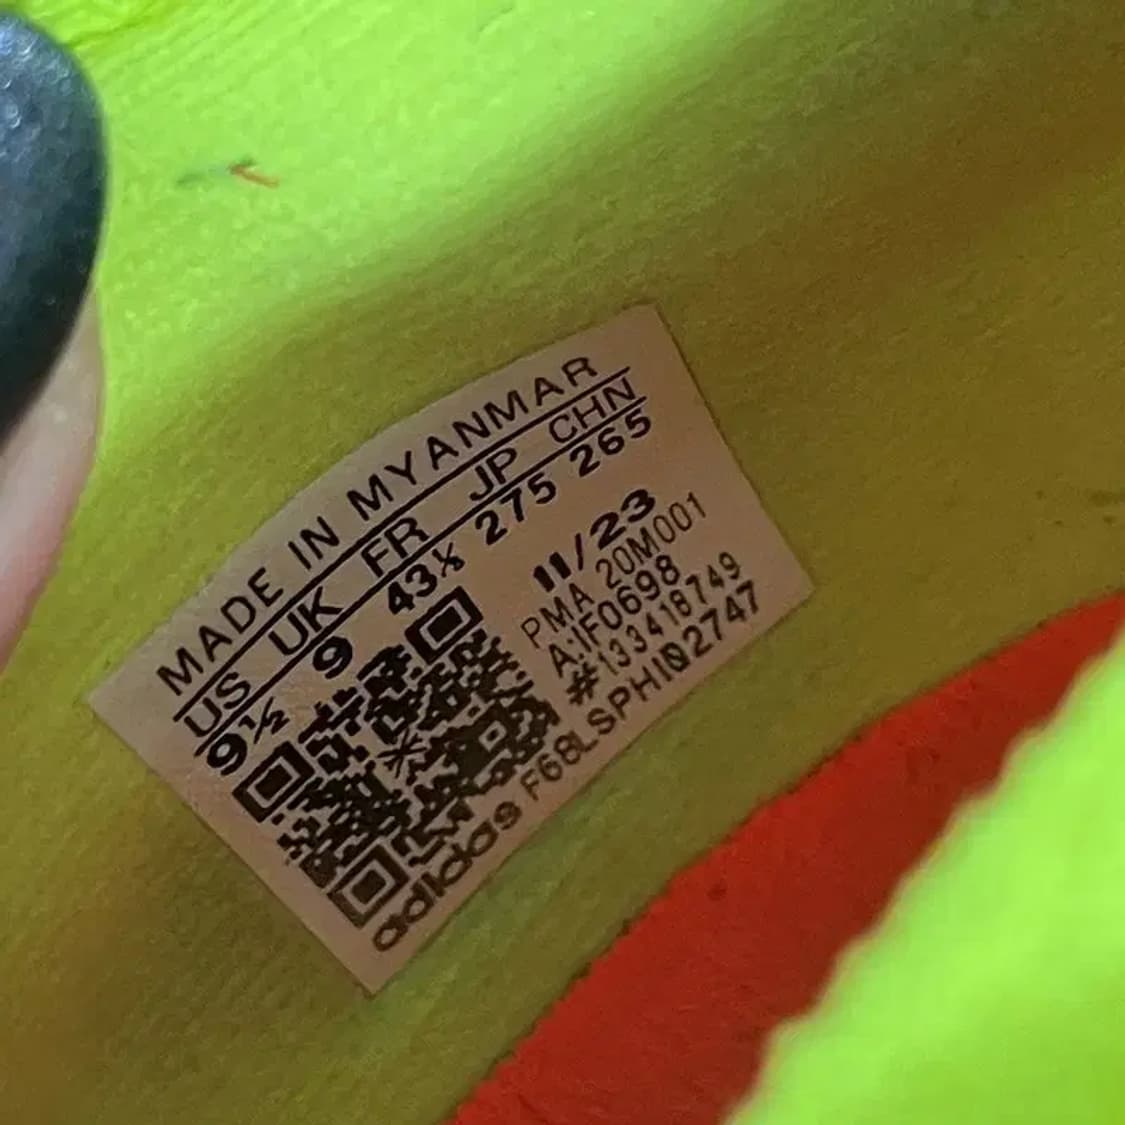 MADE IN MYANMAR
US UK FR JP CHN
9½ 9 43⅓ 275 265
11/23
PMA 20M001
A:IF0698
#133418749
adidas F68LSPHI02747